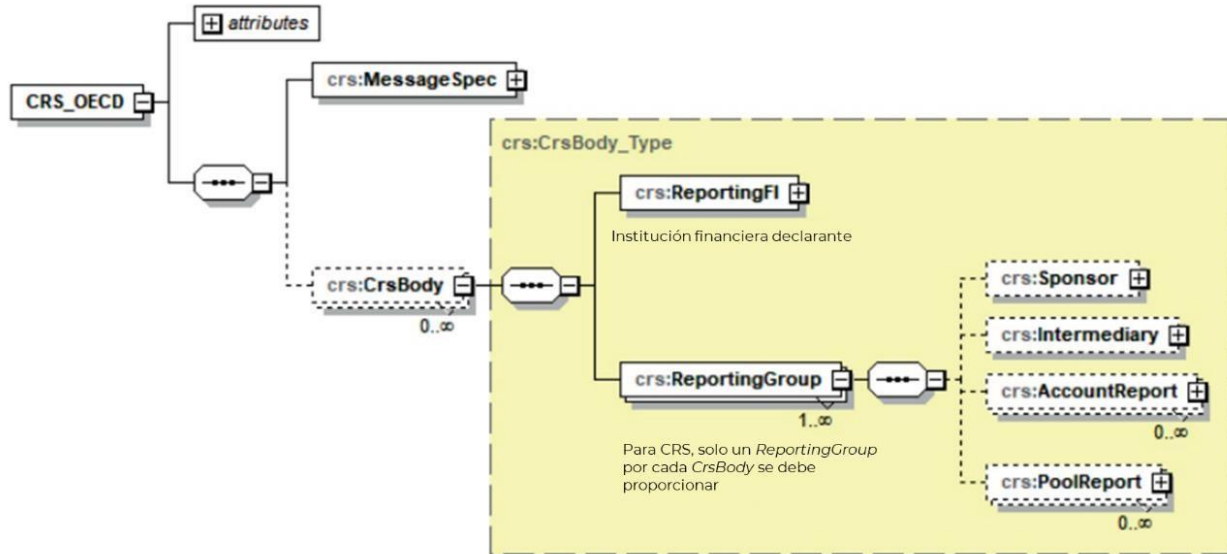 attributes
CRS_OECD
crs:MessageSpec
crs:CrsBody_Type
crs:ReportingFI
Institución financiera declarante
crs:CrsBody
0..∞
crs:Sponsor
crs:Intermediary
crs:ReportingGroup
1..∞
crs:AccountReport
0..∞
Para CRS, solo un ReportingGroup
por cada CrsBody se debe
proporcionar
crs:PoolReport
0..∞